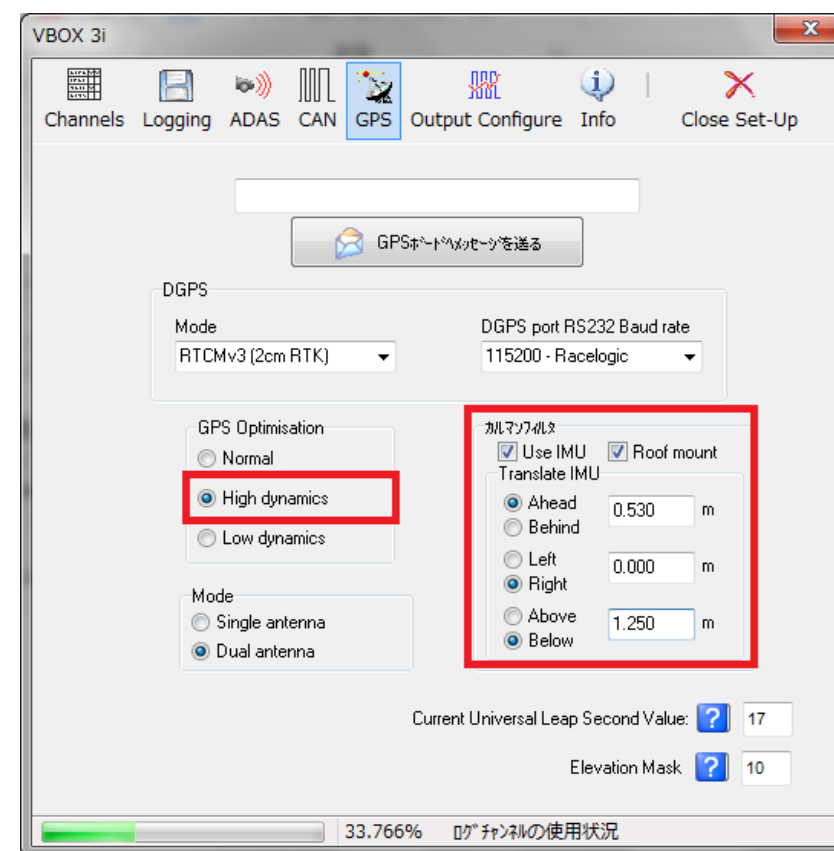 VBOX 3i
x
Channels Logging ADAS CAN GPS Output Configure Info Close Set-Up
GPSﾎﾞｰﾄﾞへﾒｯｾｰｼﾞを送る
DGPS
Mode
DGPS port RS232 Baud rate
RTCMv3 (2cm RTK)
115200 - Racelogic
GPS Optimisation
Normal
High dynamics
Low dynamics
Mode
Single antenna
Dual antenna
ｶﾙﾏﾝﾌｨﾙﾀ
Use IMU Roof mount
Translate IMU
Ahead
Behind
0.530 m
Left
Right
0.000 m
Above
Below
1.250 m
Current Universal Leap Second Value: ? 17
Elevation Mask ? 10
33.766% ﾛｸﾞ ﾁｬﾝﾈﾙの使用状況